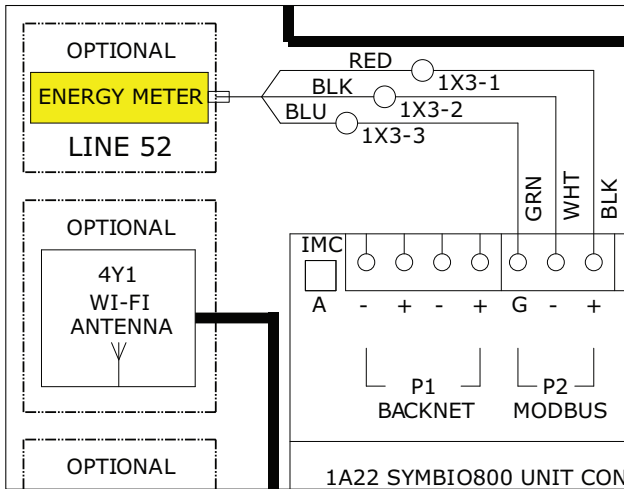 OPTIONAL
ENERGY METER
LINE 52
RED
1X3-1
BLK
1X3-2
BLU
1X3-3
GRN
WHT
BLK
OPTIONAL
4Y1
WI-FI
ANTENNA
IMC
A - + - + G - +
P1
BACKNET
P2
MODBUS
OPTIONAL
1A22 SYMBIO800 UNIT CON